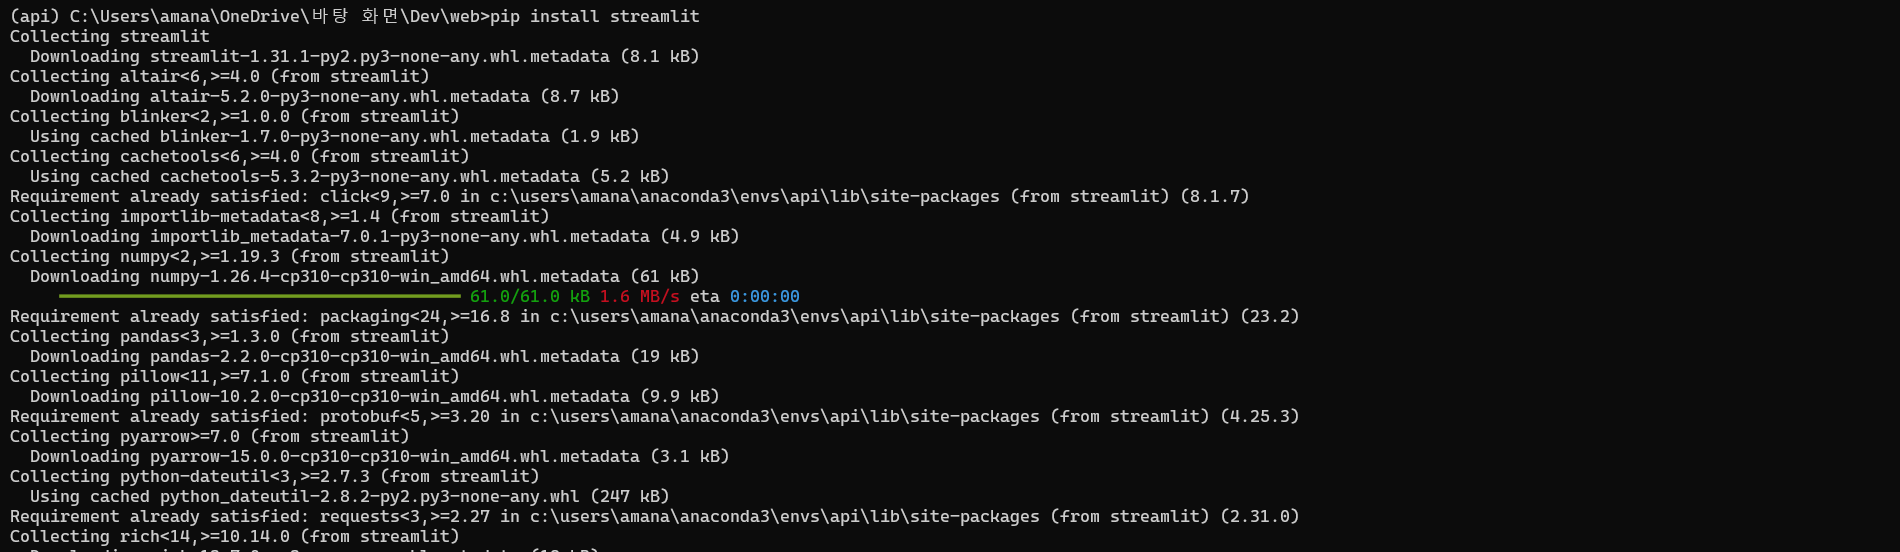 (api) C:\Users\amana\OneDrive\바탕 화면\Dev\web>pip install streamlit
Collecting streamlit
  Downloading streamlit-1.31.1-py2.py3-none-any.whl.metadata (8.1 kB)
Collecting altair<6,>=4.0 (from streamlit)
  Downloading altair-5.2.0-py3-none-any.whl.metadata (8.7 kB)
Collecting blinker<2,>=1.0.0 (from streamlit)
  Using cached blinker-1.7.0-py3-none-any.whl.metadata (1.9 kB)
Collecting cachetools<6,>=4.0 (from streamlit)
  Using cached cachetools-5.3.2-py3-none-any.whl.metadata (5.2 kB)
Requirement already satisfied: click<9,>=7.0 in c:\users\amana\anaconda3\envs\api\lib\site-packages (from streamlit) (8.1.7)
Collecting importlib-metadata<8,>=1.4 (from streamlit)
  Downloading importlib_metadata-7.0.1-py3-none-any.whl.metadata (4.9 kB)
Collecting numpy<2,>=1.19.3 (from streamlit)
  Downloading numpy-1.26.4-cp310-cp310-win_amd64.whl.metadata (61 kB)
61.0/61.0 kB 1.6 MB/s eta 0:00:00
Requirement already satisfied: packaging<24,>=16.8 in c:\users\amana\anaconda3\envs\api\lib\site-packages (from streamlit) (23.2)
Collecting pandas<3,>=1.3.0 (from streamlit)
  Downloading pandas-2.2.0-cp310-cp310-win_amd64.whl.metadata (19 kB)
Collecting pillow<11,>=7.1.0 (from streamlit)
  Downloading pillow-10.2.0-cp310-cp310-win_amd64.whl.metadata (9.9 kB)
Requirement already satisfied: protobuf<5,>=3.20 in c:\users\amana\anaconda3\envs\api\lib\site-packages (from streamlit) (4.25.3)
Collecting pyarrow>=7.0 (from streamlit)
  Downloading pyarrow-15.0.0-cp310-cp310-win_amd64.whl.metadata (3.1 kB)
Collecting python-dateutil<3,>=2.7.3 (from streamlit)
  Using cached python_dateutil-2.8.2-py2.py3-none-any.whl (247 kB)
Requirement already satisfied: requests<3,>=2.27 in c:\users\amana\anaconda3\envs\api\lib\site-packages (from streamlit) (2.31.0)
Collecting rich<14,>=10.14.0 (from streamlit)